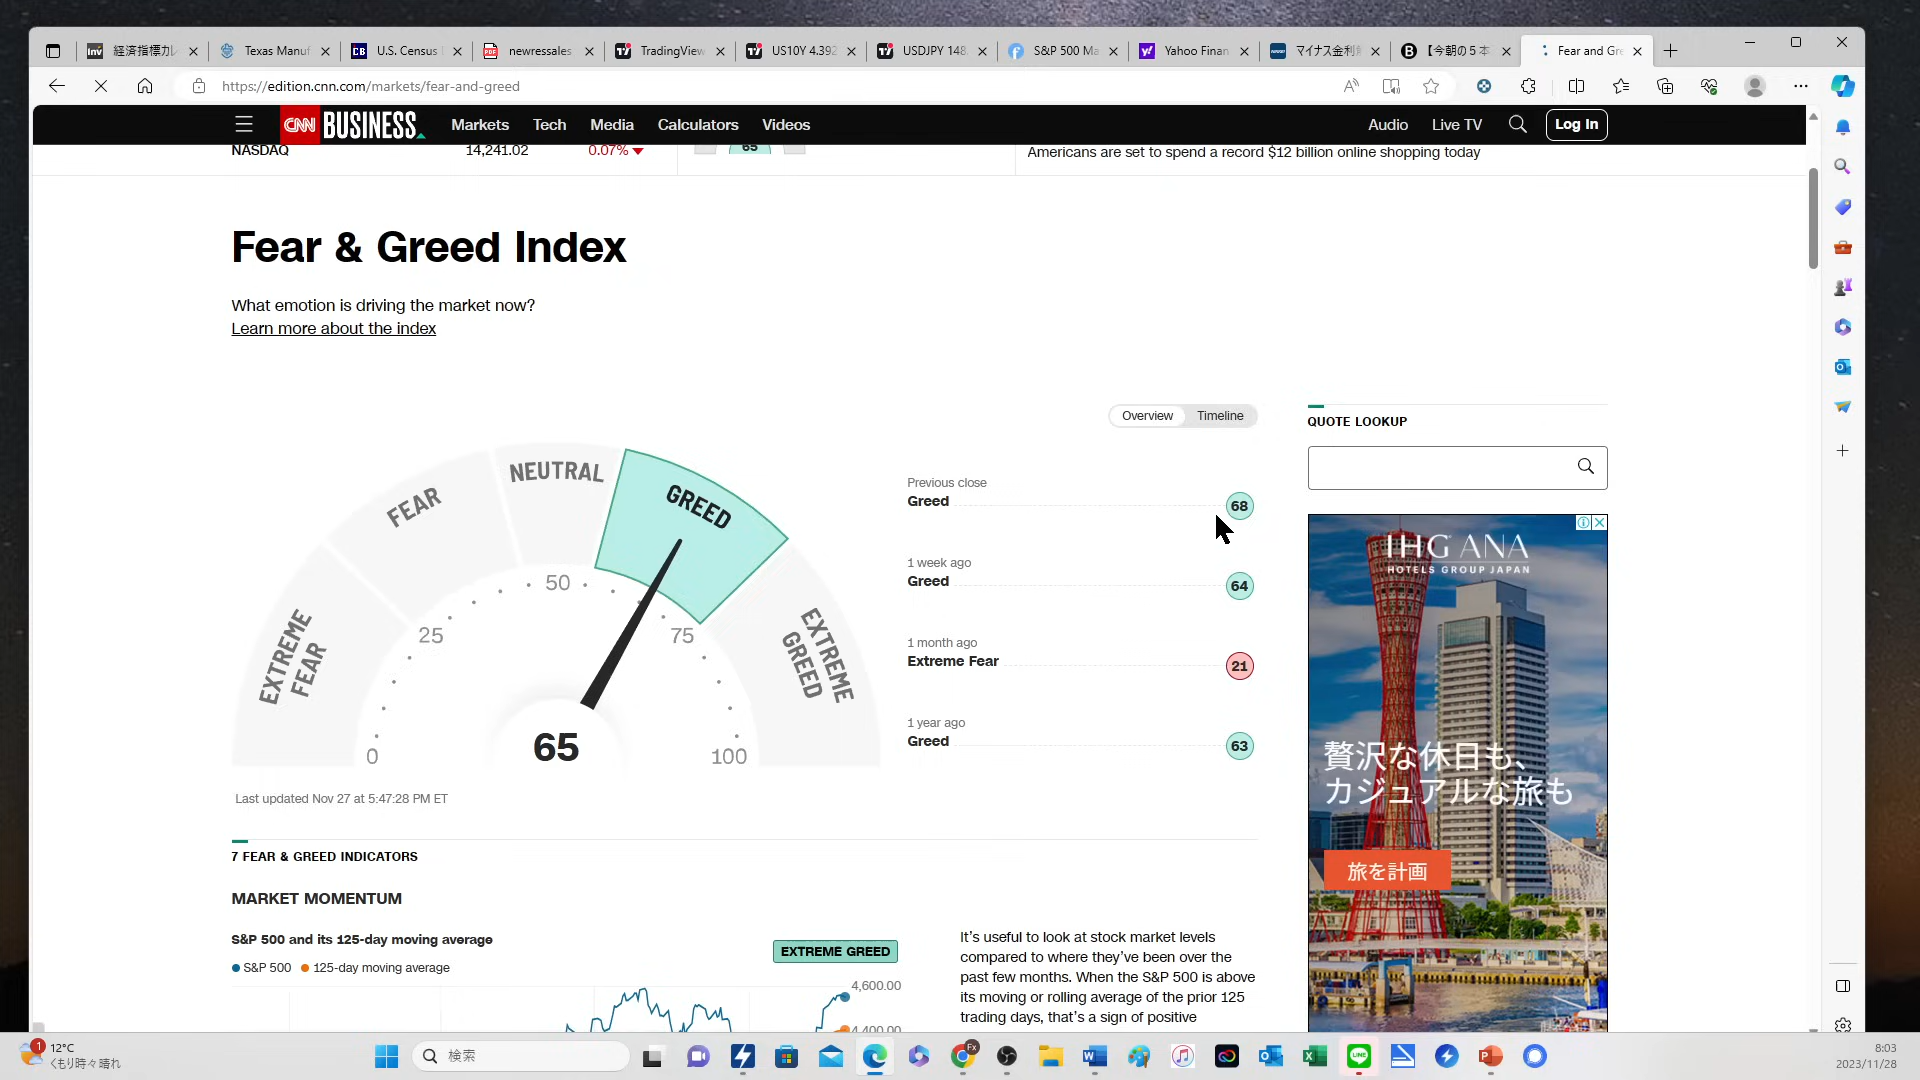 経済指標カレ
Texas Manuf
U.S. Census
newressales
TradingView
US10Y 4.392
USDJPY 148.
S&P 500 Ma
Yahoo Finan
マイナス金利
【今朝の5本
Fear and Gre
https://edition.cnn.com/markets/fear-and-greed
CNN BUSINESS
Markets
Tech
Media
Calculators
Videos
Audio
Live TV
Log In
NASDAQ
14,241.02
0.07%
65
Americans are set to spend a record $12 billion online shopping today
Fear & Greed Index
What emotion is driving the market now?
Learn more about the index
Overview
Timeline
QUOTE LOOKUP
EXTREME FEAR
FEAR
NEUTRAL
GREED
EXTREME GREED
0
25
50
75
100
65
Previous close
Greed
68
1 week ago
Greed
64
1 month ago
Extreme Fear
21
1 year ago
Greed
63
Last updated Nov 27 at 5:47:28 PM ET
IHG ANA
HOTELS GROUP JAPAN
贅沢な休日も、
カジュアルな旅も
旅を計画
7 FEAR & GREED INDICATORS
MARKET MOMENTUM
S&P 500 and its 125-day moving average
EXTREME GREED
S&P 500
125-day moving average
4,600.00
4,400.00
It's useful to look at stock market levels
compared to where they've been over the
past few months. When the S&P 500 is above
its moving or rolling average of the prior 125
trading days, that's a sign of positive
1
12°C
くもり時々晴れ
検索
8:03
2023/11/28